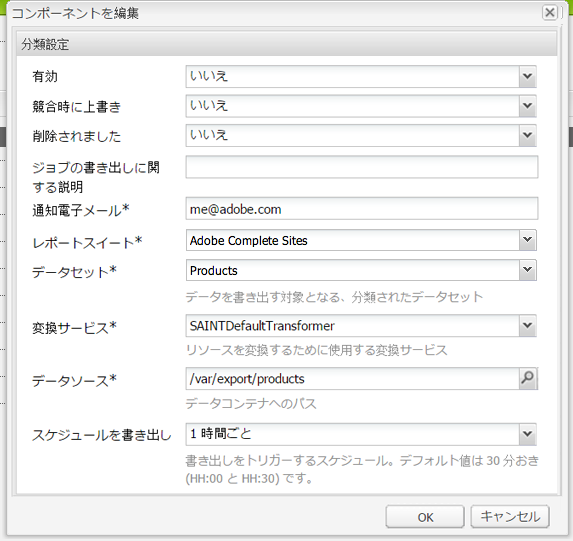 コンポーネントを編集
分類設定
有効
いいえ
競合時に上書き
いいえ
削除されました
いいえ
ジョブの書き出しに関
する説明
通知電子メール*
me@adobe.com
レポートスイート*
Adobe Complete Sites
データセット*
Products
データを書き出す対象となる、分類されたデータセット
変換サービス*
SAINTDefaultTransformer
リソースを変換するために使用する変換サービス
データソース*
/var/export/products
データコンテナへのパス
スケジュールを書き出し
1 時間ごと
書き出しをトリガーするスケジュール。デフォルト値は 30 分おき
(HH:00 と HH:30) です。
OK
キャンセル